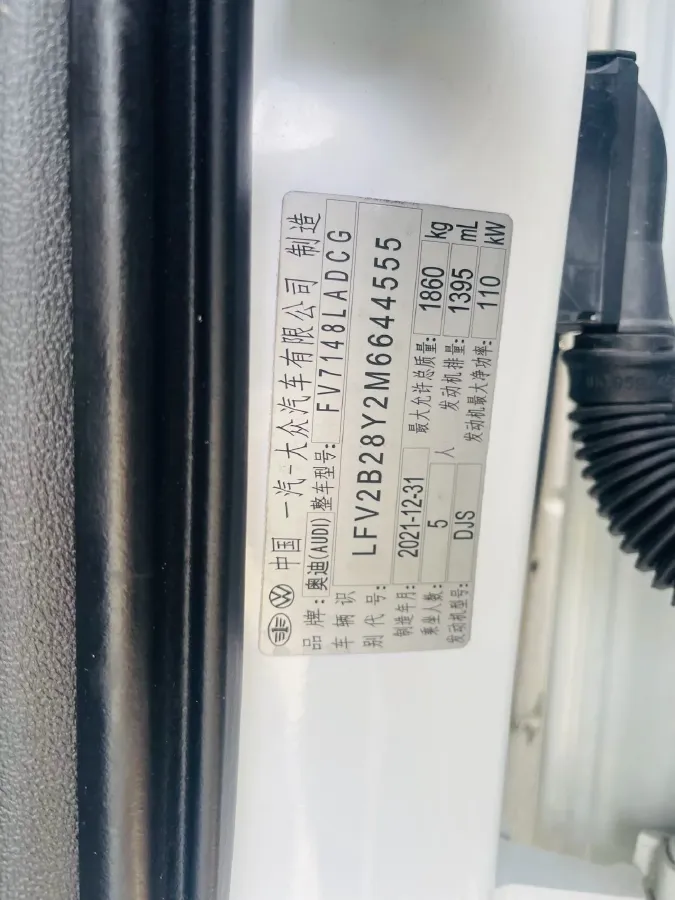 中国 一汽-大众汽车有限公司 制造
品牌: 奥迪(AUDI) 整车型号: FV7148LADCG
车辆识
别代号: LFV2B28Y2M6644555
制造年月: 2021-12-31 最大允许总质量: 1860 kg
乘坐人数: 5 人 发动机排量: 1395 mL
发动机型号: DJS 发动机最大净功率: 110 kW